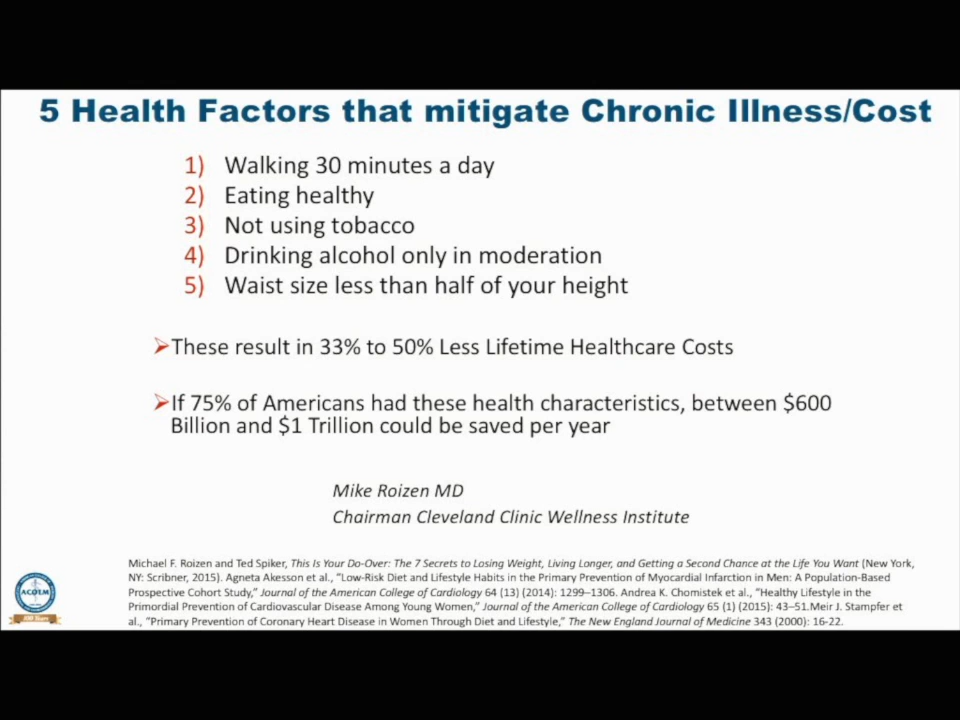 5 Health Factors that mitigate Chronic Illness/Cost
1) Walking 30 minutes a day
2) Eating healthy
3) Not using tobacco
4) Drinking alcohol only in moderation
5) Waist size less than half of your height
➢These result in 33% to 50% Less Lifetime Healthcare Costs
➢If 75% of Americans had these health characteristics, between $600
Billion and $1 Trillion could be saved per year
Mike Roizen MD
Chairman Cleveland Clinic Wellness Institute
Michael F. Roizen and Ted Spiker, This Is Your Do-Over: The 7 Secrets to Losing Weight, Living Longer, and Getting a Second Chance at the Life You Want (New York,
NY: Scribner, 2015). Agneta Akesson et al., “Low-Risk Diet and Lifestyle Habits in the Primary Prevention of Myocardial Infarction in Men: A Population-Based
Prospective Cohort Study,” Journal of the American College of Cardiology 64 (13) (2014): 1299–1306. Andrea K. Chomistek et al., “Healthy Lifestyle in the
Primordial Prevention of Cardiovascular Disease Among Young Women,” Journal of the American College of Cardiology 65 (1) (2015): 43–51.Meir J. Stampfer et
al., “Primary Prevention of Coronary Heart Disease in Women Through Diet and Lifestyle,” The New England Journal of Medicine 343 (2000): 16-22.
ACOEM
100 Years